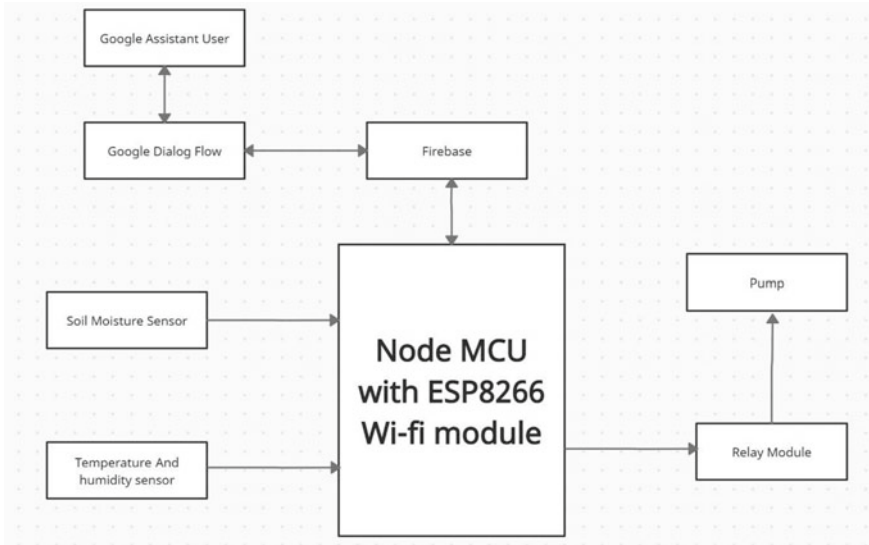 Google Assistant User
Google Dialog Flow
Firebase
Soil Moisture Sensor
Node MCU
with ESP8266
Wi-fi module
Pump
Temperature And
humidity sensor
Relay Module